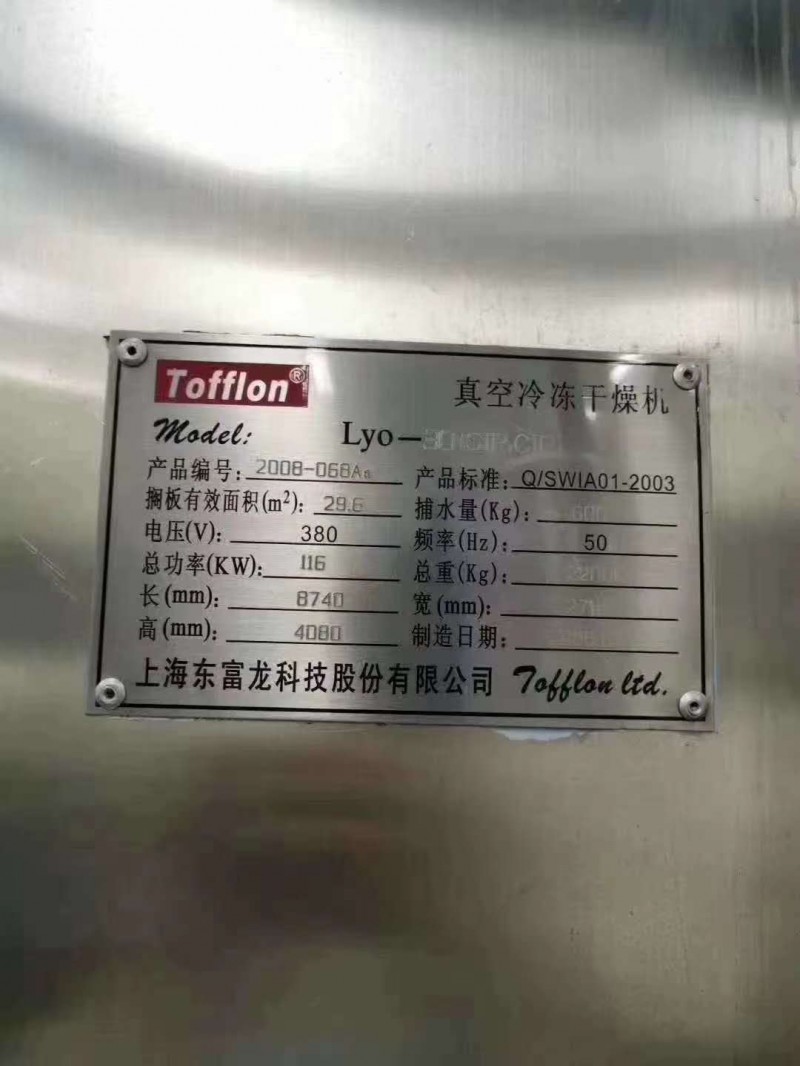 Tofflon®
真空冷冻干燥机
Model: Lyo-
产品编号: 2008-068Aa 产品标准: Q/SWIA01-2003
搁板有效面积(m²): 29.6 捕水量(Kg):
电压(V): 380 频率(Hz): 50
总功率(KW): 116 总重(Kg):
长(mm): 8740 宽(mm):
高(mm): 4080 制造日期:
上海东富龙科技股份有限公司 Tofflon ltd.